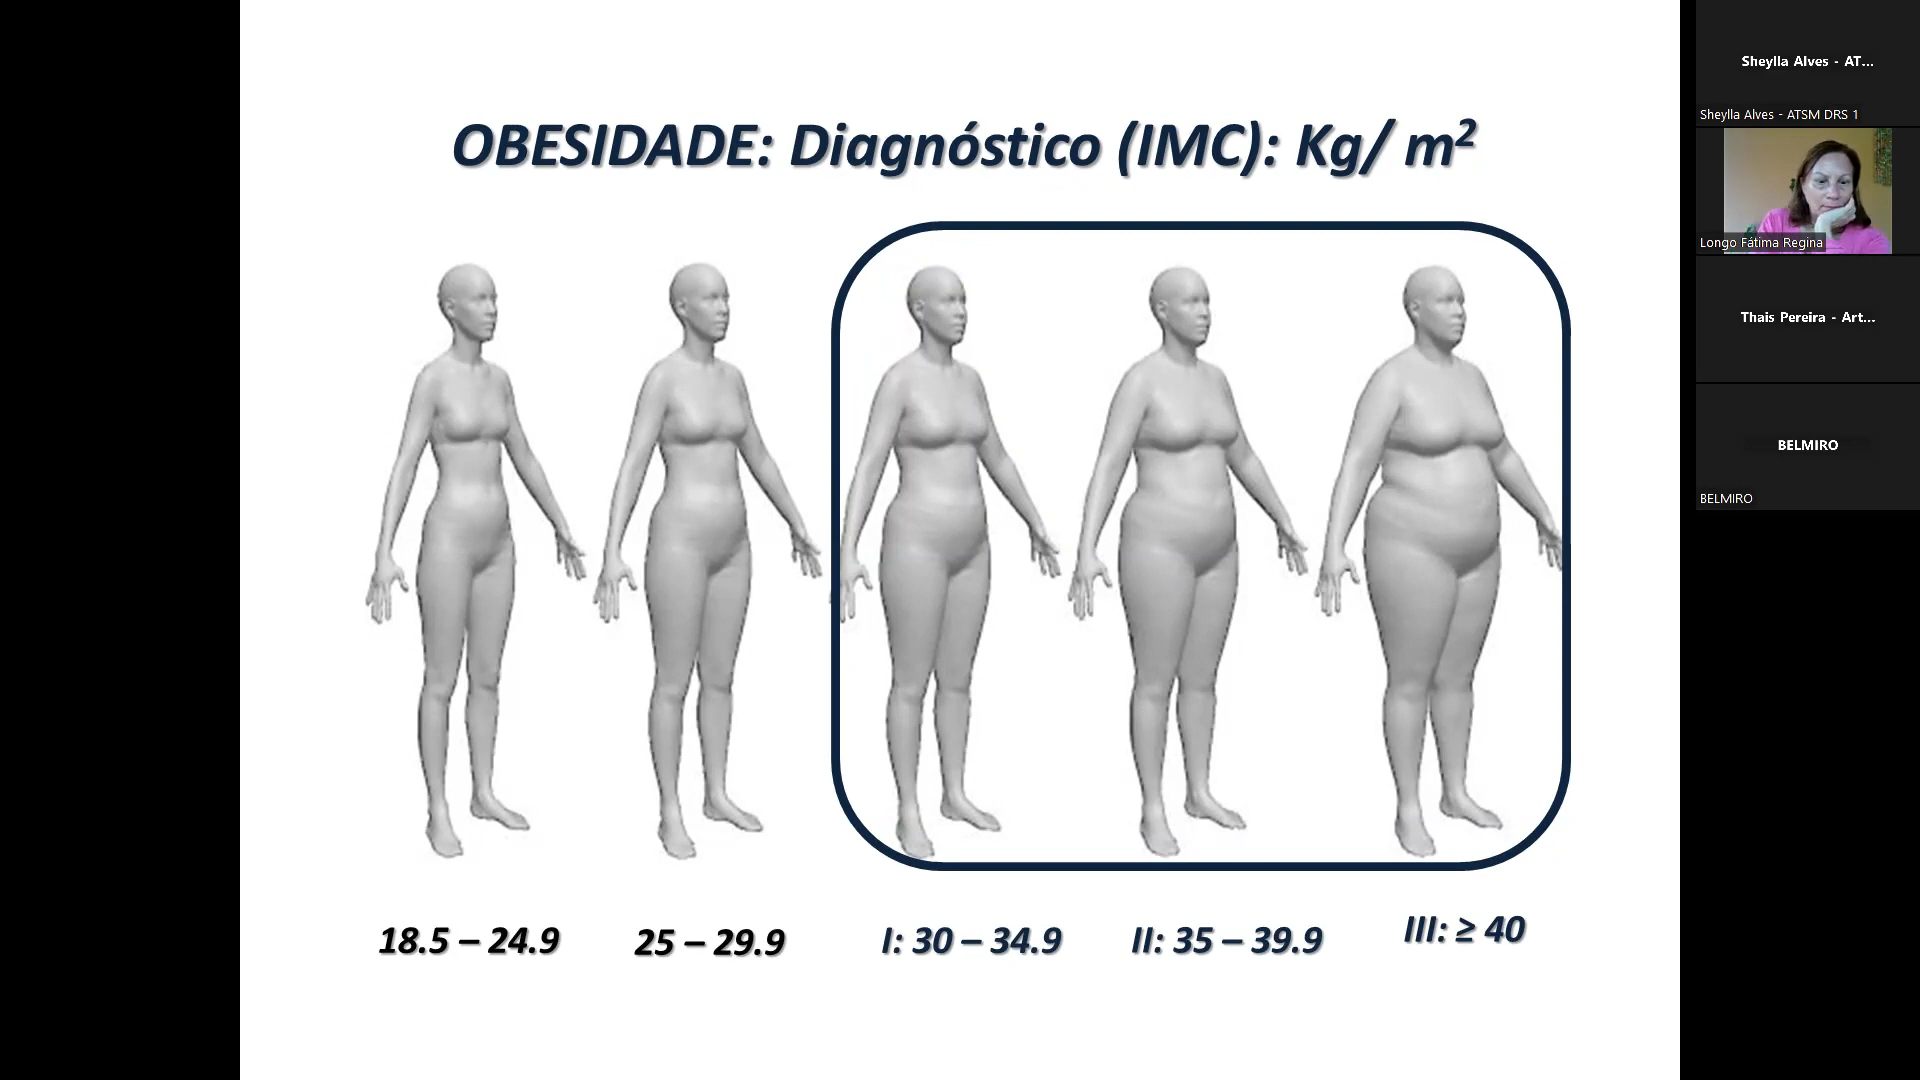 OBESIDADE: Diagnóstico (IMC): Kg/ m²
18.5 – 24.9
25 – 29.9
I: 30 – 34.9
II: 35 – 39.9
III: ≥ 40
Sheylla Alves - AT...
Sheylla Alves - ATSM DRS 1
Longo Fátima Regina
Thais Pereira - Art...
BELMIRO
BELMIRO